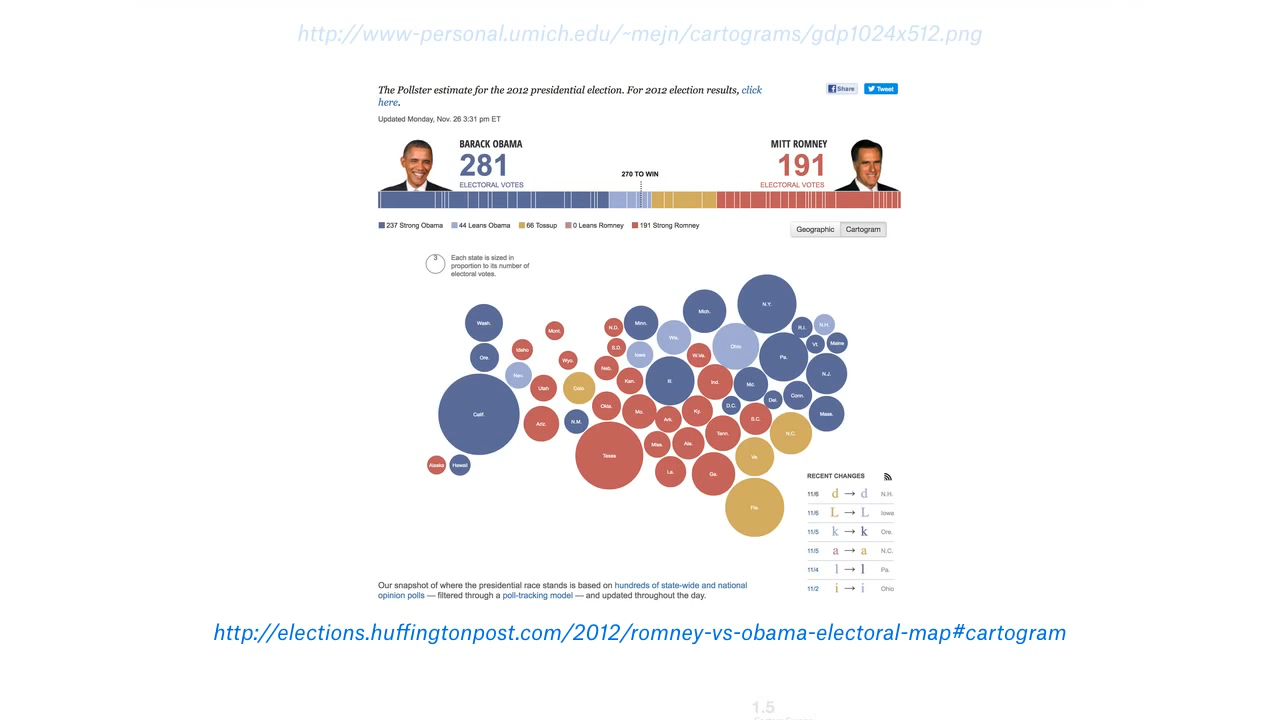 http://www-personal.umich.edu/~mejn/cartograms/gdp1024x512.png
The Pollster estimate for the 2012 presidential election. For 2012 election results, click
here.
Share
Tweet
Updated Monday, Nov. 26 3:31 pm ET
BARACK OBAMA
281
ELECTORAL VOTES
270 TO WIN
MITT ROMNEY
191
ELECTORAL VOTES
237 Strong Obama
44 Leans Obama
66 Tossup
0 Leans Romney
191 Strong Romney
Geographic
Cartogram
3
Each state is sized in
proportion to its number of
electoral votes.
N.Y.
Mich.
Wash.
Minn.
N.D.
Mont.
R.I.
N.H.
Wis.
Ohio
Vt.
Maine
S.D.
Idaho
Iowa
W.Va.
Pa.
Ore.
Wyo.
Neb.
Nev.
N.J.
Kan.
Ill.
Ind.
Md.
Utah
Colo.
Conn.
Del.
D.C.
Okla.
Mo.
Ky.
Calif.
Mass.
Ark.
S.C.
N.M.
Ariz.
Tenn.
N.C.
Miss.
Ala.
Texas
Va.
Alaska
Hawaii
La.
Ga.
Fla.
RECENT CHANGES
11/6 d → d N.H.
11/6 L → L Iowa
11/5 k → k Ore.
11/5 a → a N.C.
11/4 l → l Pa.
11/2 i → i Ohio
Our snapshot of where the presidential race stands is based on hundreds of state-wide and national
opinion polls — filtered through a poll-tracking model — and updated throughout the day.
http://elections.huffingtonpost.com/2012/romney-vs-obama-electoral-map#cartogram
1.5